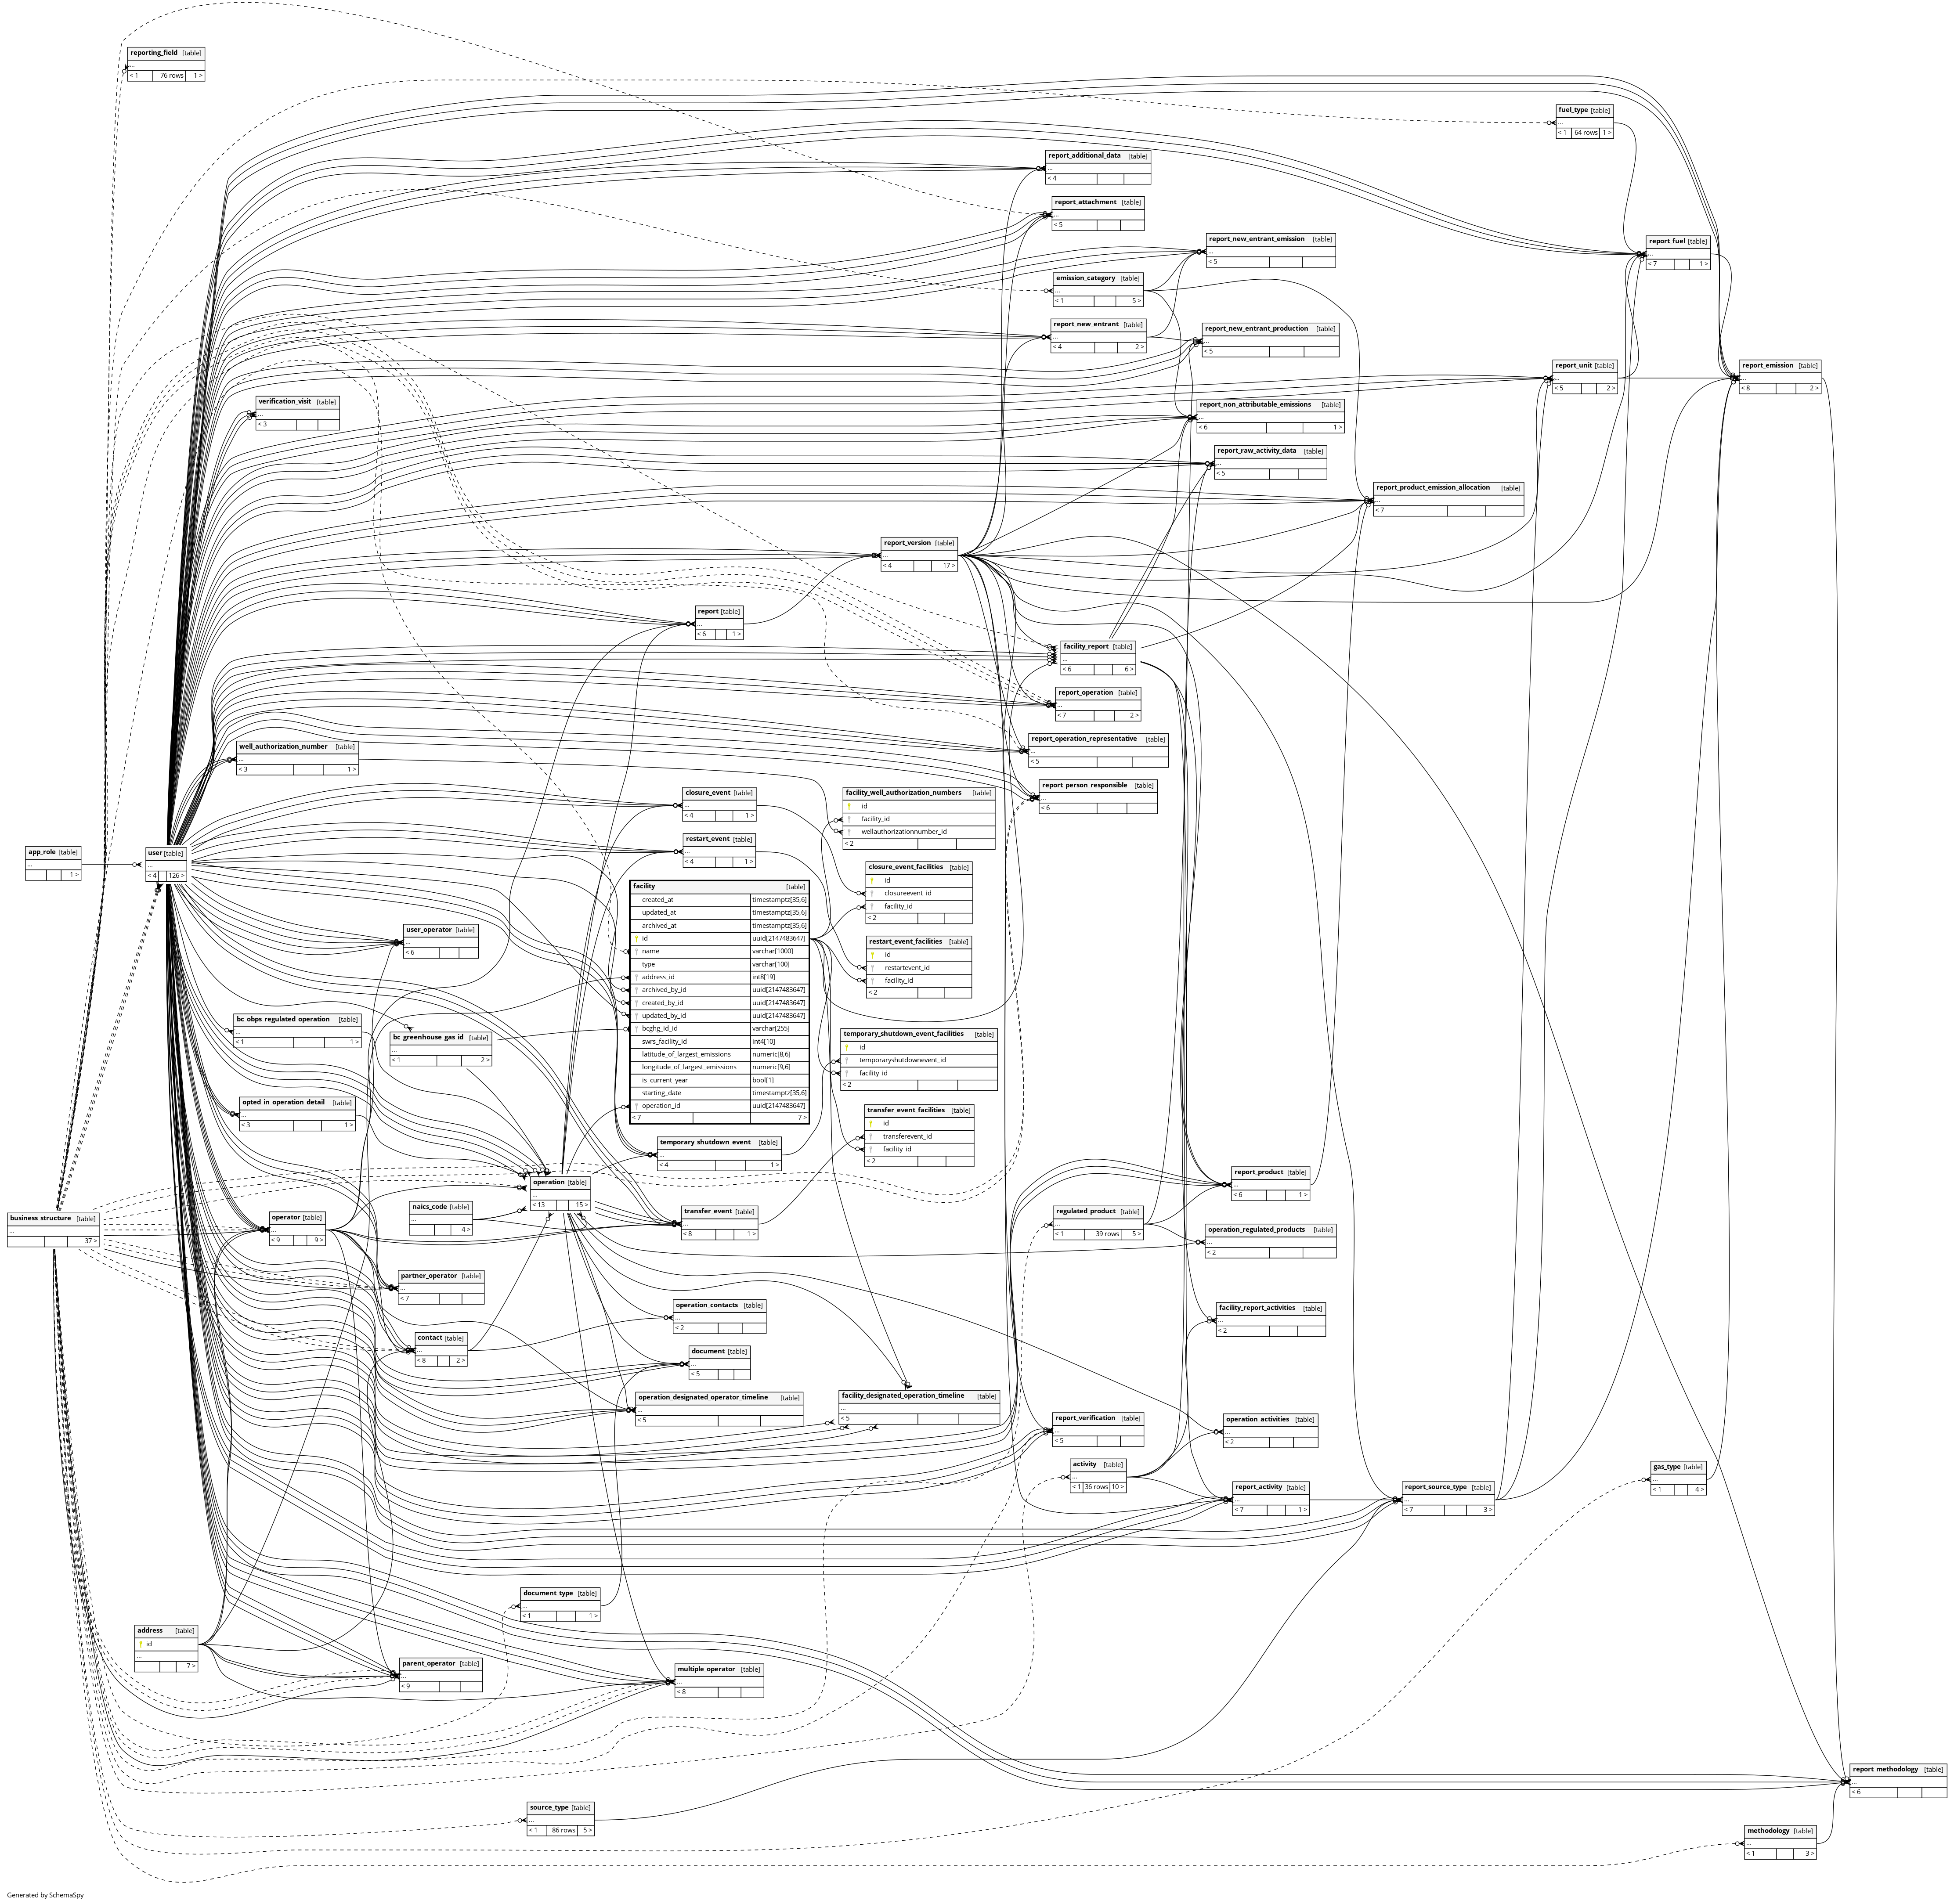 reporting_field [table]
...
< 1 76 rows 1 >
fuel_type [table]
...
< 1 64 rows 1 >
report_additional_data [table]
...
< 4
report_attachment [table]
...
< 5
report_new_entrant_emission [table]
...
< 5
report_fuel [table]
...
< 7 1 >
emission_category [table]
...
< 1 5 >
report_new_entrant [table]
...
< 4 2 >
report_new_entrant_production [table]
...
< 5
report_unit [table]
...
< 5 2 >
report_emission [table]
...
< 8 2 >
verification_visit [table]
...
< 3
report_non_attributable_emissions [table]
...
< 6 1 >
report_raw_activity_data [table]
...
< 5
report_product_emission_allocation [table]
...
< 7
report_version [table]
...
< 4 17 >
report [table]
...
< 6 1 >
facility_report [table]
...
< 6 6 >
report_operation [table]
...
< 7 2 >
report_operation_representative [table]
...
< 5
well_authorization_number [table]
...
< 3 1 >
report_person_responsible [table]
...
< 6
closure_event [table]
...
< 4 1 >
facility_well_authorization_numbers [table]
id
facility_id
wellauthorizationnumber_id
< 2
restart_event [table]
...
< 4 1 >
app_role [table]
...
1 >
user [table]
...
< 4 126 >
closure_event_facilities [table]
id
closureevent_id
facility_id
< 2
facility [table]
created_at timestamptz[35,6]
updated_at timestamptz[35,6]
archived_at timestamptz[35,6]
id uuid[2147483647]
name varchar[1000]
type varchar[100]
address_id int8[19]
archived_by_id uuid[2147483647]
created_by_id uuid[2147483647]
updated_by_id uuid[2147483647]
bcghg_id_id varchar[255]
swrs_facility_id int4[10]
latitude_of_largest_emissions numeric[8,6]
longitude_of_largest_emissions numeric[9,6]
is_current_year bool[1]
starting_date timestamptz[35,6]
operation_id uuid[2147483647]
< 7 7 >
user_operator [table]
...
< 6
restart_event_facilities [table]
id
restartevent_id
facility_id
< 2
bc_obps_regulated_operation [table]
...
< 1 1 >
bc_greenhouse_gas_id [table]
...
< 1 2 >
temporary_shutdown_event_facilities [table]
id
temporaryshutdownevent_id
facility_id
< 2
opted_in_operation_detail [table]
...
< 3 1 >
transfer_event_facilities [table]
id
transferevent_id
facility_id
< 2
temporary_shutdown_event [table]
...
< 4 1 >
operation [table]
...
< 13 15 >
report_product [table]
...
< 6 1 >
business_structure [table]
...
37 >
operator [table]
...
< 9 9 >
naics_code [table]
...
4 >
transfer_event [table]
...
< 8 1 >
regulated_product [table]
...
< 1 39 rows 5 >
operation_regulated_products [table]
...
< 2
partner_operator [table]
...
< 7
operation_contacts [table]
...
< 2
facility_report_activities [table]
...
< 2
contact [table]
...
< 8 2 >
document [table]
...
< 5
operation_designated_operator_timeline [table]
...
< 5
facility_designated_operation_timeline [table]
...
< 5
report_verification [table]
...
< 5
operation_activities [table]
...
< 2
activity [table]
...
< 1 36 rows 10 >
report_activity [table]
...
< 7 1 >
report_source_type [table]
...
< 7 3 >
gas_type [table]
...
< 1 4 >
document_type [table]
...
< 1 1 >
address [table]
id
...
7 >
parent_operator [table]
...
< 9
multiple_operator [table]
...
< 8
report_methodology [table]
...
< 6
source_type [table]
...
< 1 86 rows 5 >
methodology [table]
...
< 1 3 >
Generated by SchemaSpy